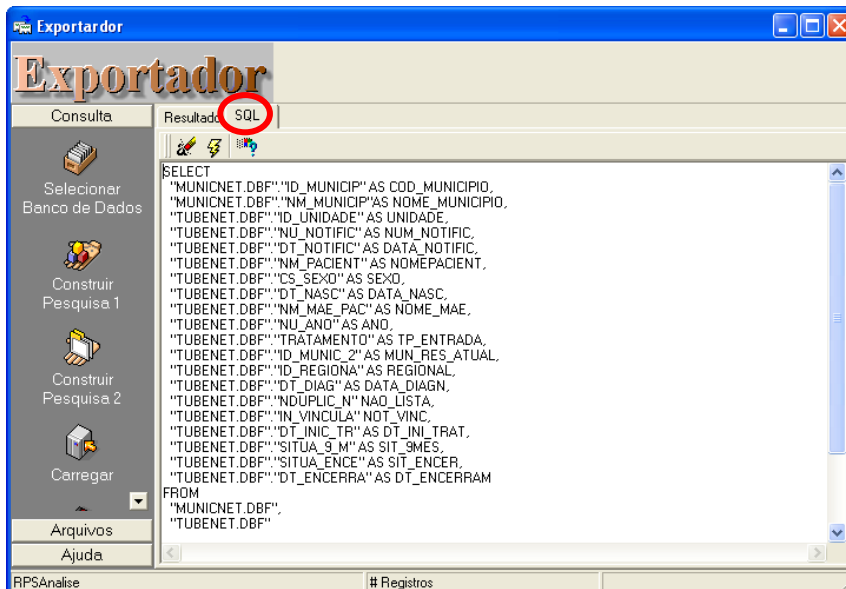 Exportardor
Exportador
Consulta
Selecionar
Banco de Dados
Construir
Pesquisa 1
Construir
Pesquisa 2
Carregar
Arquivos
Ajuda
Resultado SQL
SELECT
"MUNICNET.DBF"."ID_MUNICIP" AS COD_MUNICIPIO,
"MUNICNET.DBF"."NM_MUNICIP"AS NOME_MUNICIPIO,
"TUBENET.DBF"."ID_UNIDADE" AS UNIDADE,
"TUBENET.DBF"."NU_NOTIFIC" AS NUM_NOTIFIC,
"TUBENET.DBF"."DT_NOTIFIC" AS DATA_NOTIFIC,
"TUBENET.DBF"."NM_PACIENT" AS NOMEPACIENT,
"TUBENET.DBF"."CS_SEXO" AS SEXO,
"TUBENET.DBF"."DT_NASC" AS DATA_NASC,
"TUBENET.DBF"."NM_MAE_PAC" AS NOME_MAE,
"TUBENET.DBF"."NU_ANO" AS ANO,
"TUBENET.DBF"."TRATAMENTO" AS TP_ENTRADA,
"TUBENET.DBF"."ID_MUNIC_2" AS MUN_RES_ATUAL,
"TUBENET.DBF"."ID_REGIONA" AS REGIONAL,
"TUBENET.DBF"."DT_DIAG" AS DATA_DIAGN,
"TUBENET.DBF"."NDUPLIC_N" NAO_LISTA,
"TUBENET.DBF"."IN_VINCULA" NOT_VINC,
"TUBENET.DBF"."DT_INIC_TR" AS DT_INI_TRAT,
"TUBENET.DBF"."SITUA_9_M" AS SIT_9MES,
"TUBENET.DBF"."SITUA_ENCE" AS SIT_ENCER,
"TUBENET.DBF"."DT_ENCERRA" AS DT_ENCERRAM
FROM
"MUNICNET.DBF",
"TUBENET.DBF"
RPSAnalise # Registros